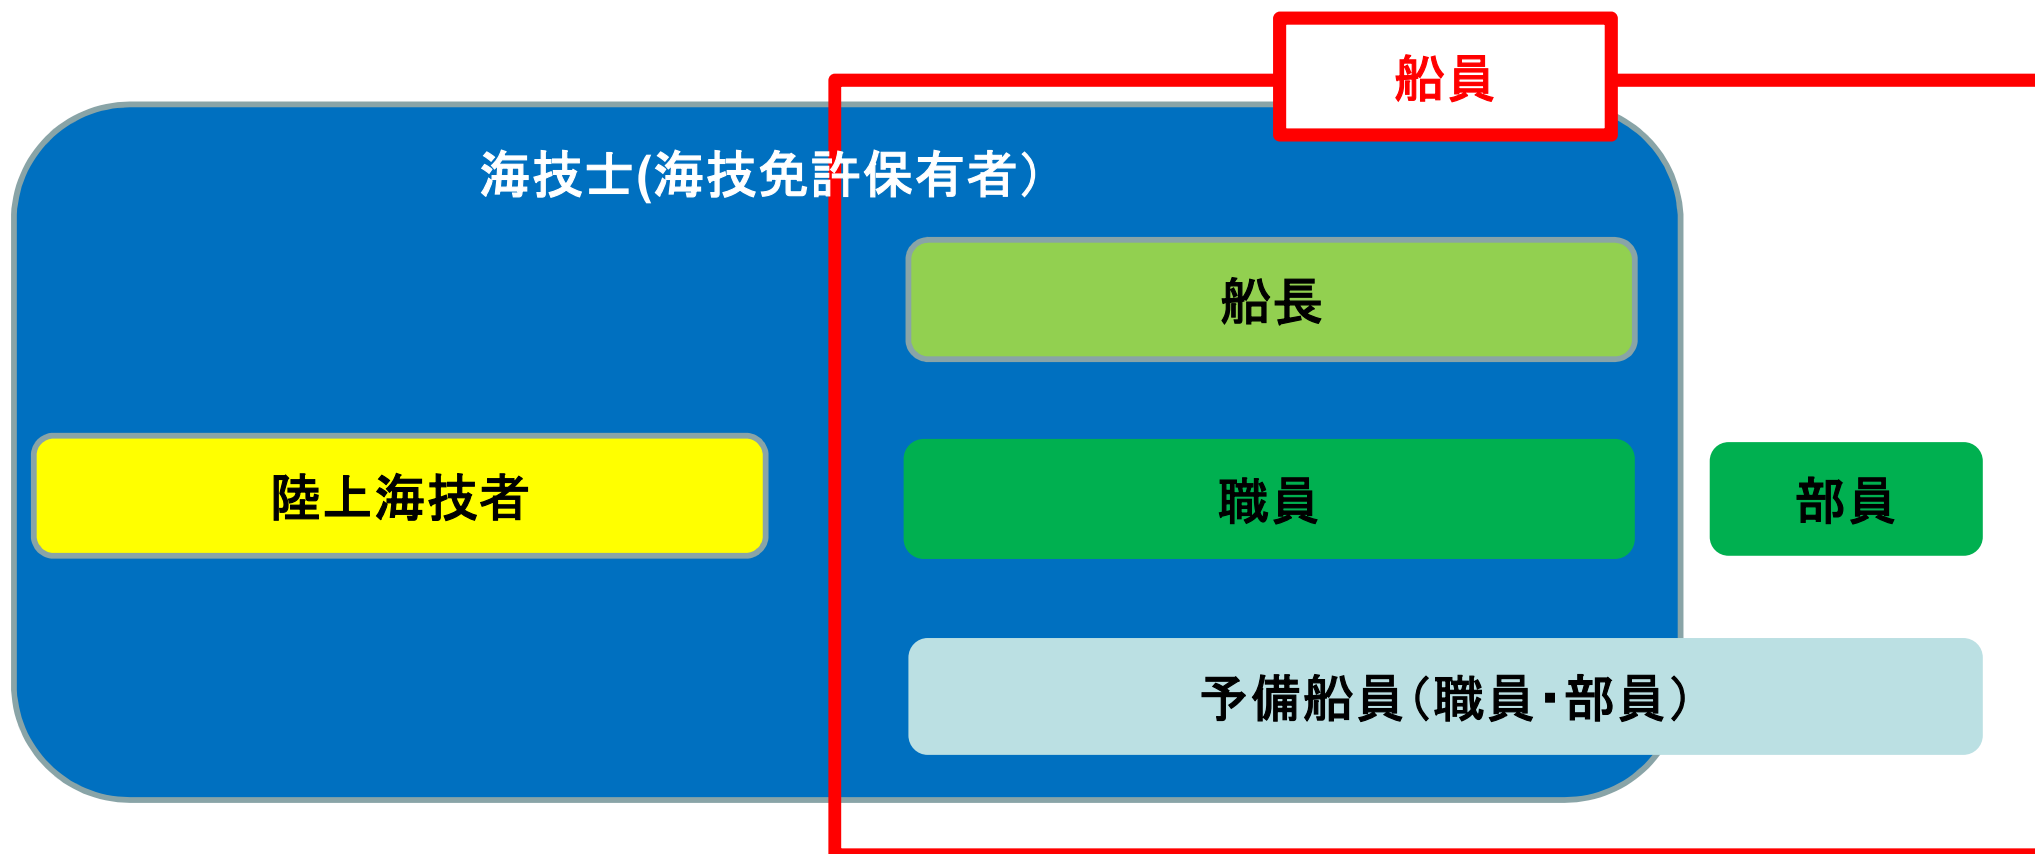 船員
海技士(海技免許保有者）
船長
陸上海技者
職員
部員
予備船員（職員・部員）